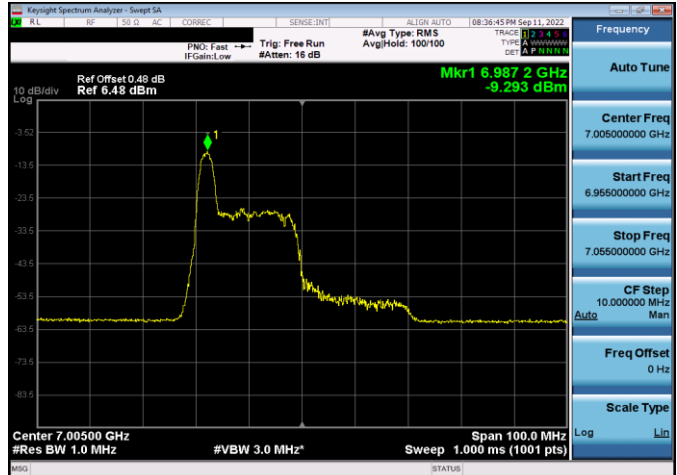 Keysight Spectrum Analyzer - Swept SA
RL RF 50 Ω AC CORREC SENSE:INT ALIGN AUTO 08:36:45 PM Sep 11, 2022
PNO: Fast
IFGain:Low
Trig: Free Run
#Atten: 16 dB
#Avg Type: RMS
Avg|Hold: 100/100
TRACE 1 2 3 4 5 6
TYPE A WWWWW
DET A P N N N N
Frequency
Mkr1 6.987 2 GHz
-9.293 dBm
Ref Offset 0.48 dB
Ref 6.48 dBm
10 dB/div
Log
1
-3.52
-13.5
-23.5
-33.5
-43.5
-53.5
-63.5
-73.5
-83.5
Center 7.00500 GHz
#Res BW 1.0 MHz
#VBW 3.0 MHz*
Span 100.0 MHz
Sweep 1.000 ms (1001 pts)
Auto Tune
Center Freq
7.005000000 GHz
Start Freq
6.955000000 GHz
Stop Freq
7.055000000 GHz
CF Step
10.000000 MHz
Auto Man
Freq Offset
0 Hz
Scale Type
Log Lin
MSG STATUS